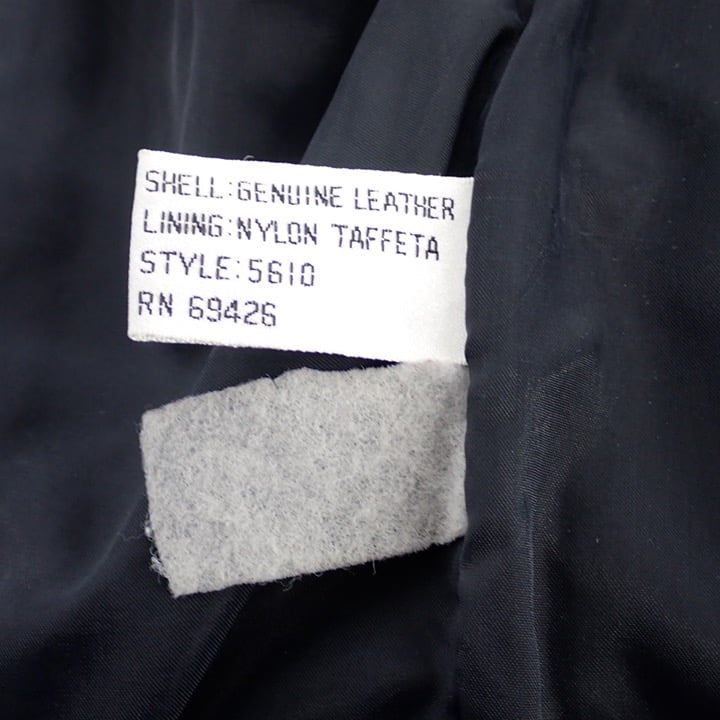 SHELL:GENUINE LEATHER
LINING:NYLON TAFFETA
STYLE:5610
RN 69426